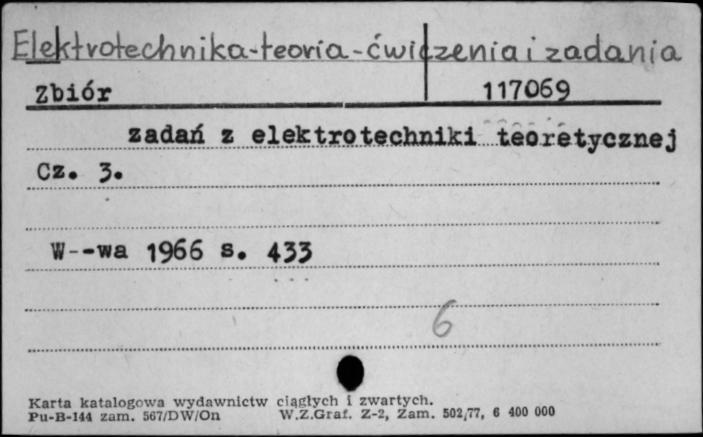 Elektrotechnika-teoria-ćwiczenia i zadania
Zbiór 117069
zadań z elektrotechniki teoretycznej
Cz. 3.
W--wa 1966 s. 433
6
Karta katalogowa wydawnictw ciągłych i zwartych.
Pu-B-144 zam. 567/DW/On W.Z.Graf. Z-2, Zam. 502/77, 6 400 000